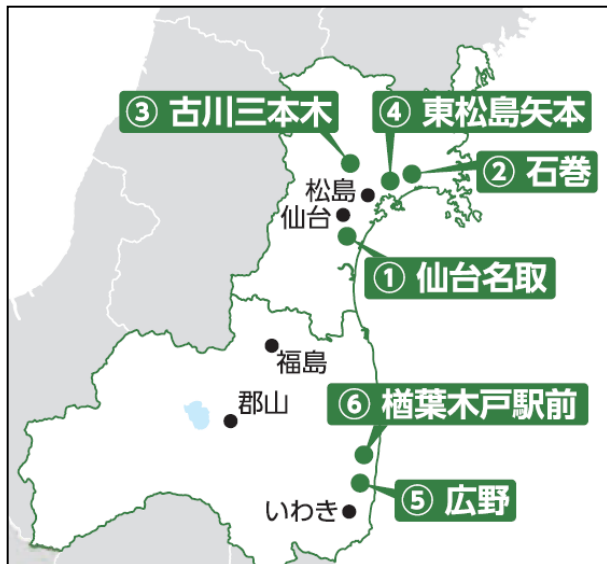 ③ 古川三本木
④ 東松島矢本
② 石巻
松島
仙台
① 仙台名取
福島
郡山
⑥ 楢葉木戸駅前
⑤ 広野
いわき